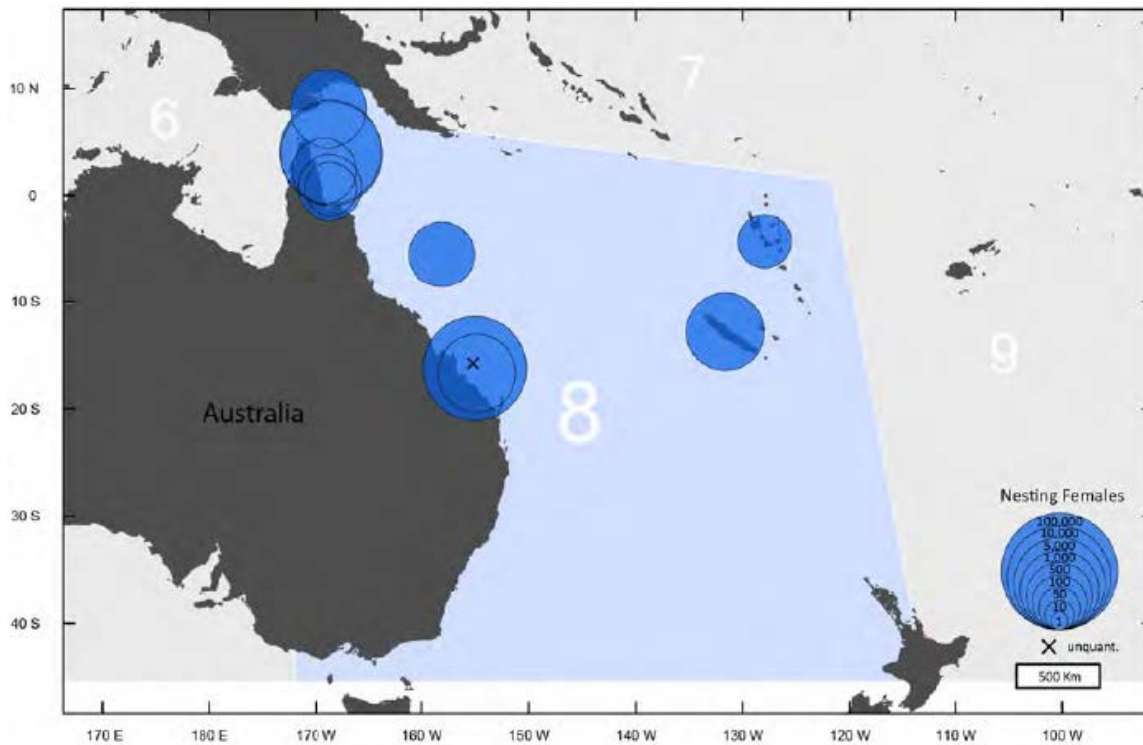 7
10 N
6
0
10 S
9
Australia
8
20 S
30 S
Nesting Females
100,000
10,000
5,000
1,000
500
100
50
10
1
40 S
× unquant.
500 Km
170 E 180 E 170 W 160 W 150 W 140 W 130 W 120 W 110 W 100 W